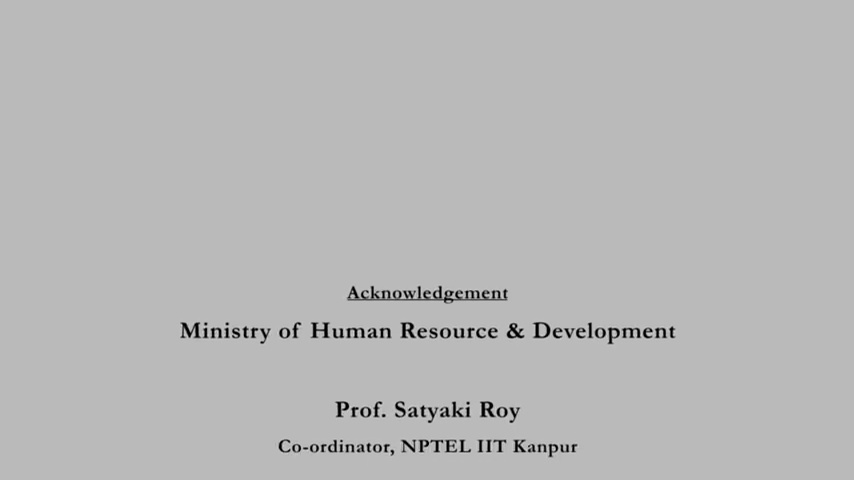 Acknowledgement
Ministry of Human Resource & Development
Prof. Satyaki Roy
Co-ordinator, NPTEL IIT Kanpur